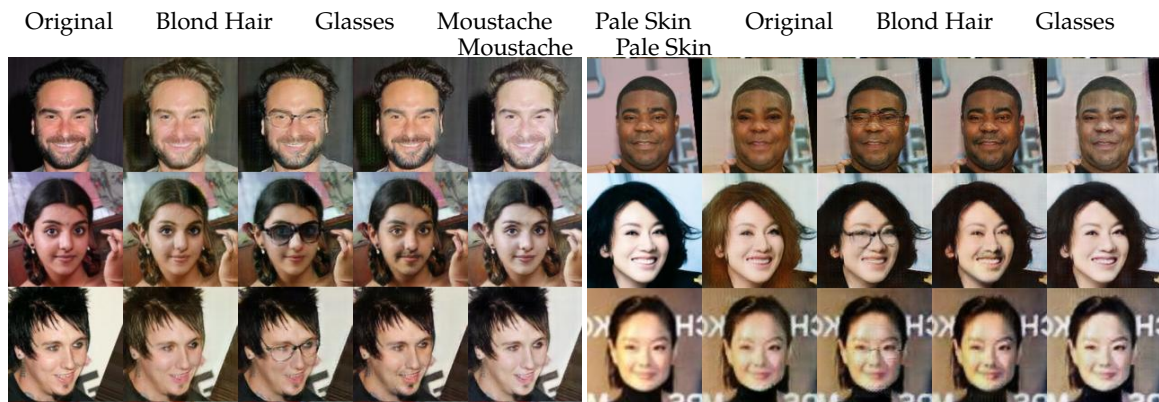 Original Blond Hair Glasses Moustache Pale Skin Original Blond Hair Glasses
Moustache Pale Skin